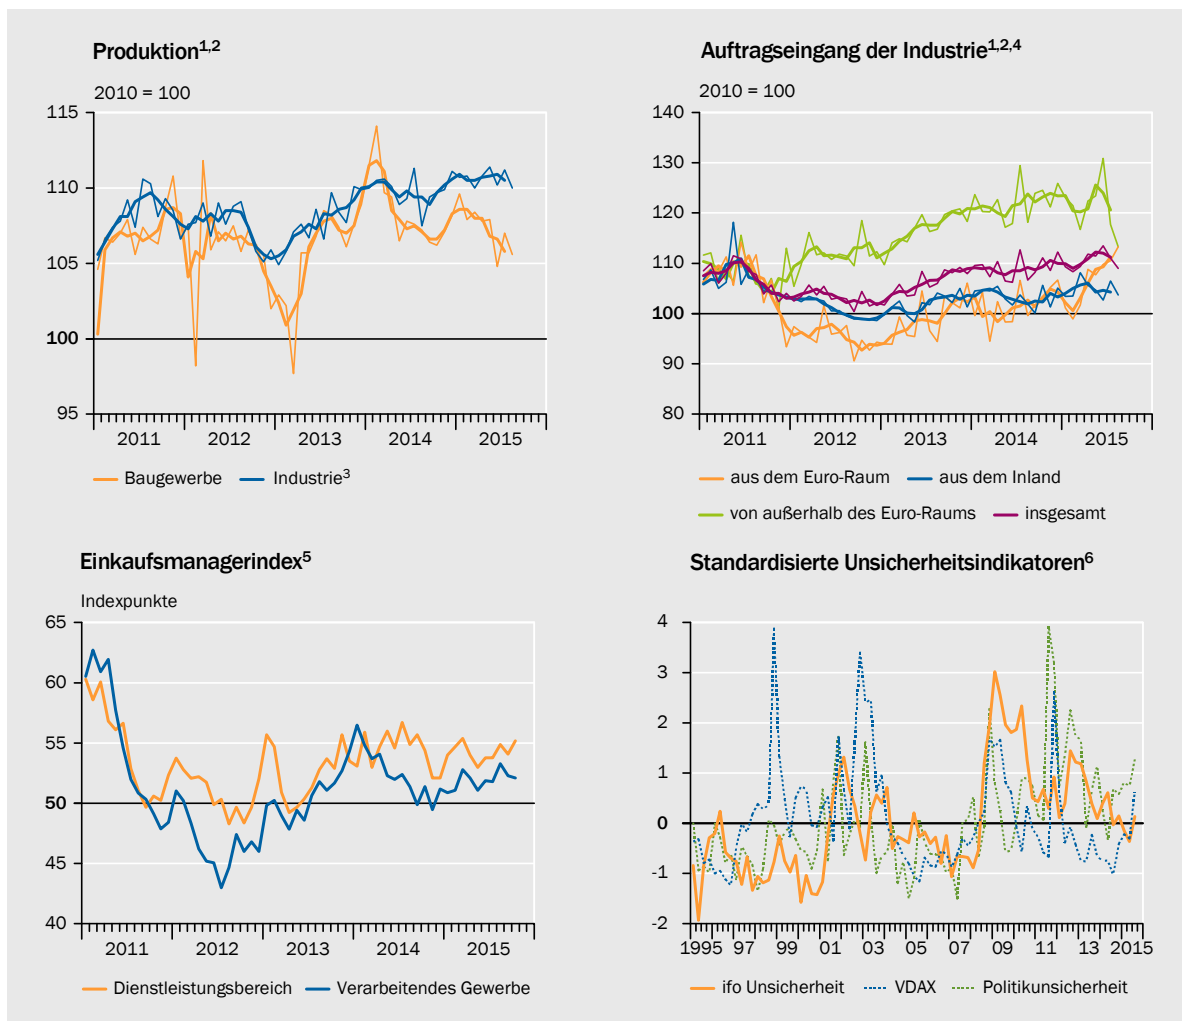 Produktion1,2
2010 = 100
115
110
105
100
95
2011 2012 2013 2014 2015
Baugewerbe Industrie3
Auftragseingang der Industrie1,2,4
2010 = 100
140
130
120
110
100
90
80
2011 2012 2013 2014 2015
aus dem Euro-Raum aus dem Inland
von außerhalb des Euro-Raums insgesamt
Einkaufsmanagerindex5
Indexpunkte
65
60
55
50
45
40
2011 2012 2013 2014 2015
Dienstleistungsbereich Verarbeitendes Gewerbe
Standardisierte Unsicherheitsindikatoren6
4
3
2
1
0
-1
-2
1995 97 99 01 03 05 07 09 11 13 2015
ifo Unsicherheit VDAX Politikunsicherheit